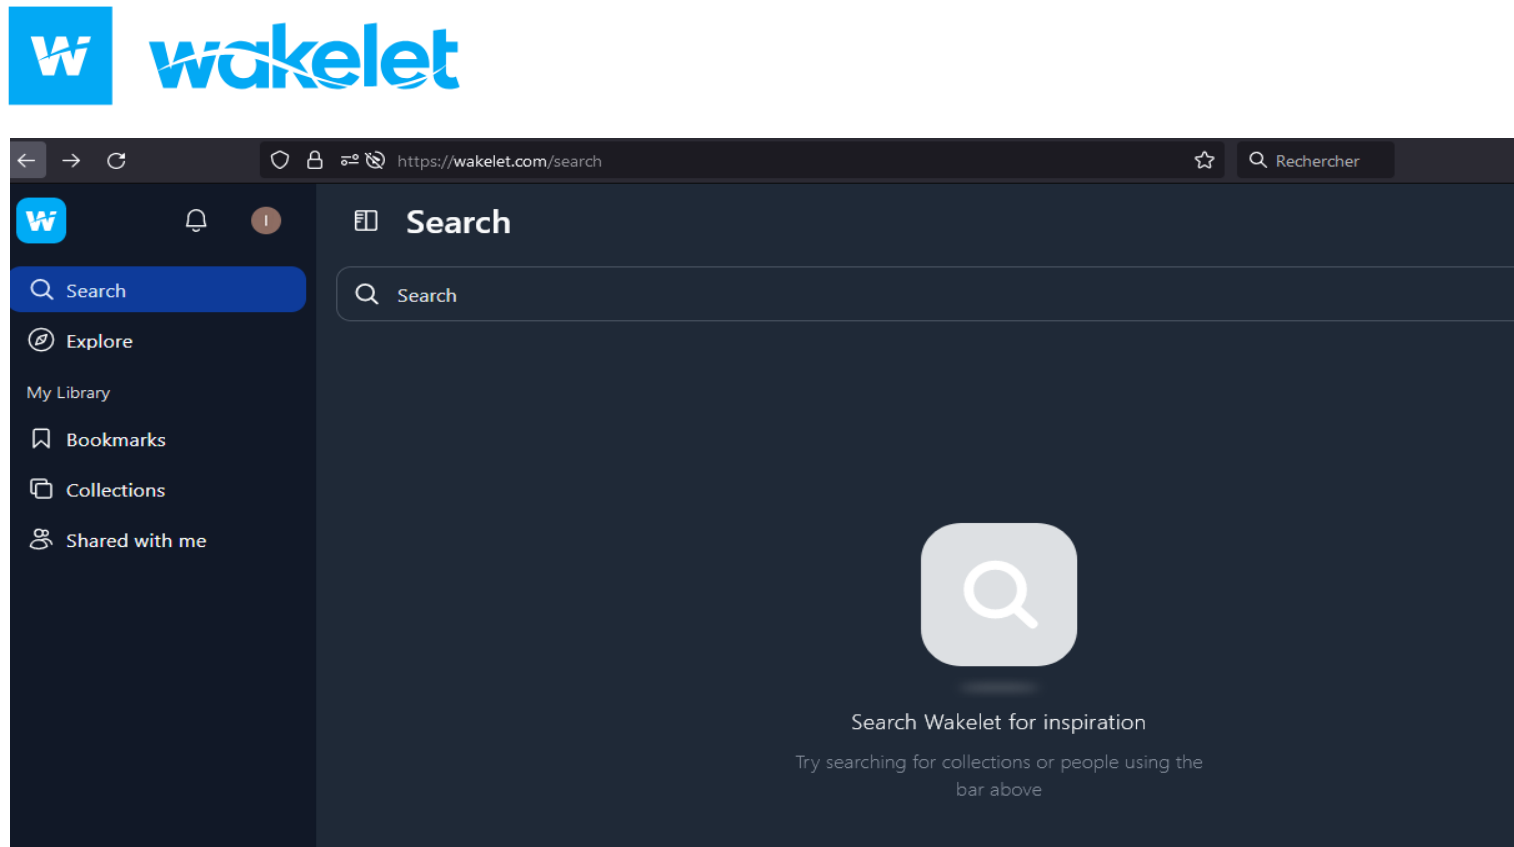 W wakelet
https://wakelet.com/search
Rechercher
W
I
Search
Search
Search
Explore
My Library
Bookmarks
Collections
Shared with me
Search Wakelet for inspiration
Try searching for collections or people using the
bar above